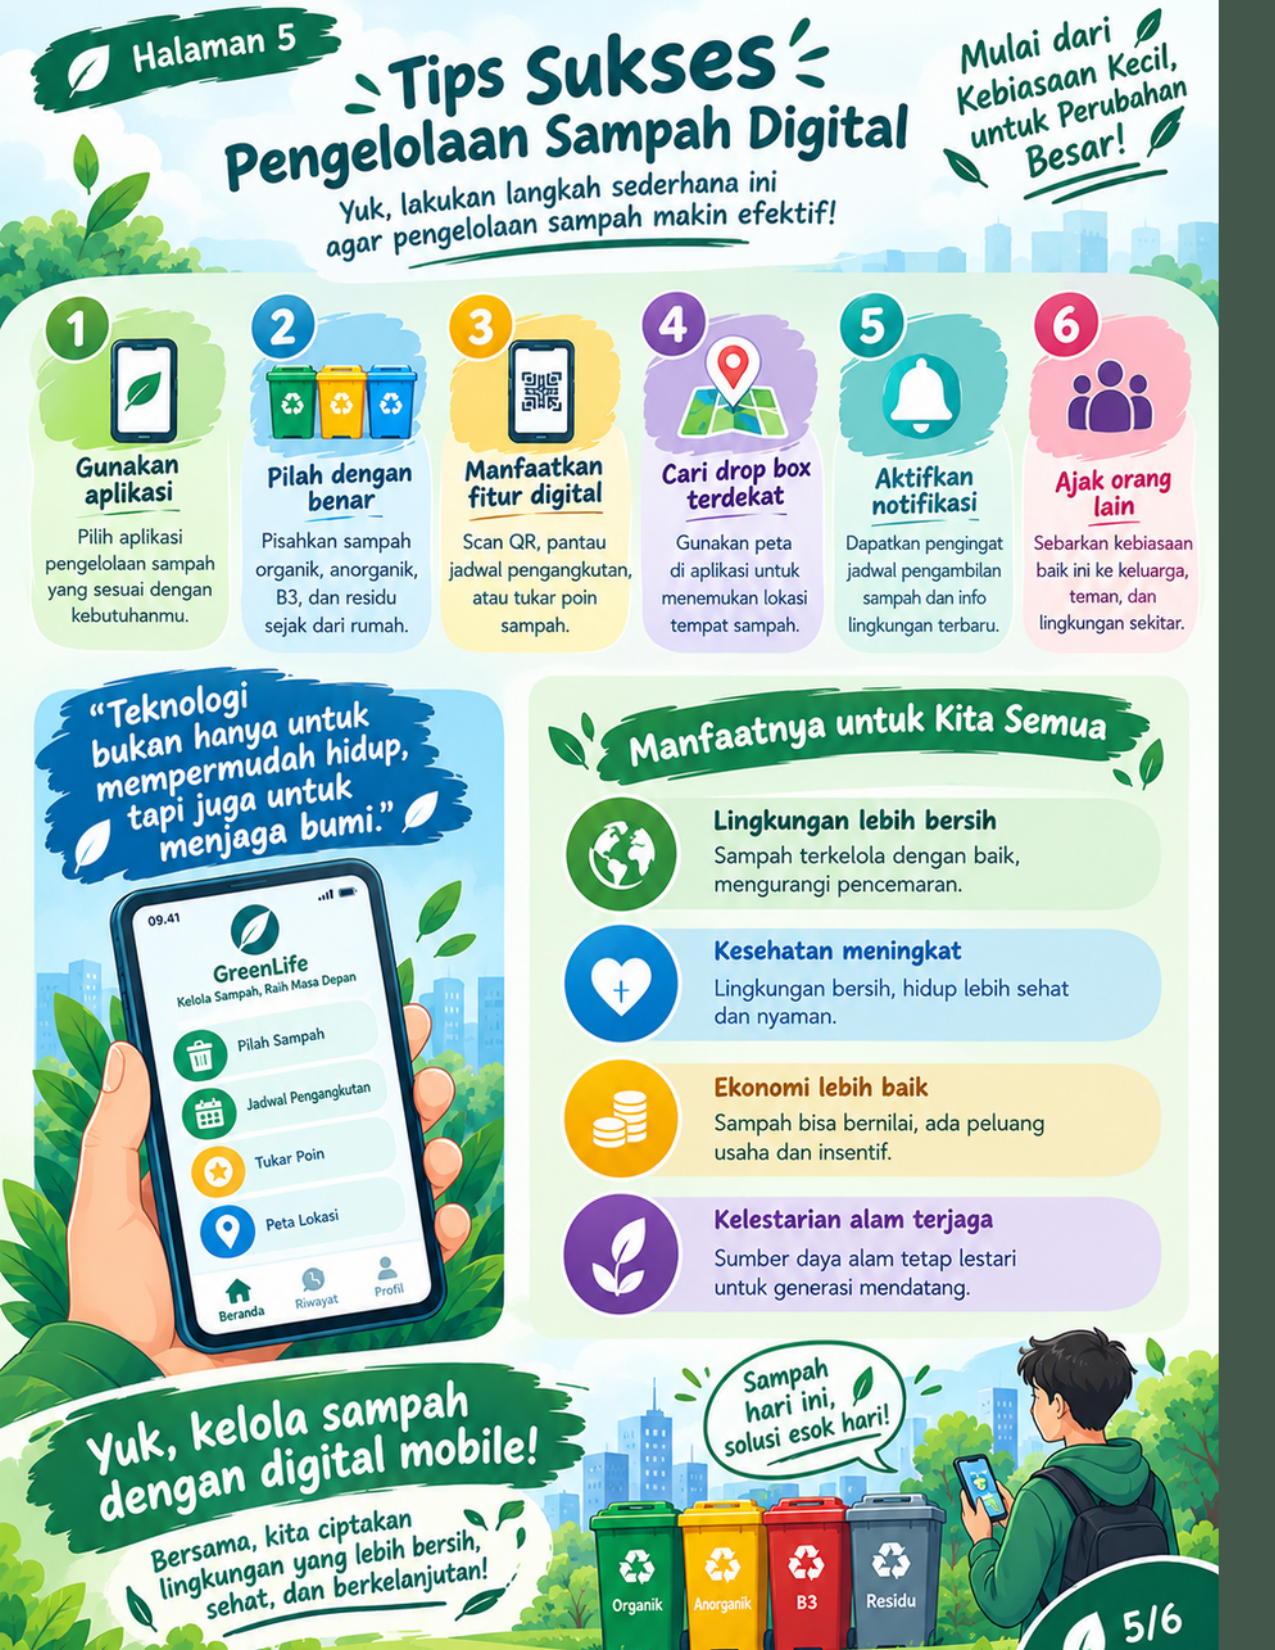 Halaman 5
Tips Sukses
Pengelolaan Sampah Digital
Yuk, lakukan langkah sederhana ini
agar pengelolaan sampah makin efektif!
Mulai dari
Kebiasaan Kecil,
untuk Perubahan
Besar!
1
Gunakan
aplikasi
Pilih aplikasi
pengelolaan sampah
yang sesuai dengan
kebutuhanmu.
2
Pilah dengan
benar
Pisahkan sampah
organik, anorganik,
B3, dan residu
sejak dari rumah.
3
Manfaatkan
fitur digital
Scan QR, pantau
jadwal pengangkutan,
atau tukar poin
sampah.
4
Cari drop box
terdekat
Gunakan peta
di aplikasi untuk
menemukan lokasi
tempat sampah.
5
Aktifkan
notifikasi
Dapatkan pengingat
jadwal pengambilan
sampah dan info
lingkungan terbaru.
6
Ajak orang
lain
Sebarkan kebiasaan
baik ini ke keluarga,
teman, dan
lingkungan sekitar.
“Teknologi
bukan hanya untuk
mempermudah hidup,
tapi juga untuk
menjaga bumi.”
09.41
GreenLife
Kelola Sampah, Raih Masa Depan
Pilah Sampah
Jadwal Pengangkutan
Tukar Poin
Peta Lokasi
Beranda
Riwayat
Profil
Manfaatnya untuk Kita Semua
Lingkungan lebih bersih
Sampah terkelola dengan baik,
mengurangi pencemaran.
Kesehatan meningkat
Lingkungan bersih, hidup lebih sehat
dan nyaman.
Ekonomi lebih baik
Sampah bisa bernilai, ada peluang
usaha dan insentif.
Kelestarian alam terjaga
Sumber daya alam tetap lestari
untuk generasi mendatang.
Yuk, kelola sampah
dengan digital mobile!
Bersama, kita ciptakan
lingkungan yang lebih bersih,
sehat, dan berkelanjutan!
Sampah
hari ini,
solusi esok hari!
Organik
Anorganik
B3
Residu
5/6